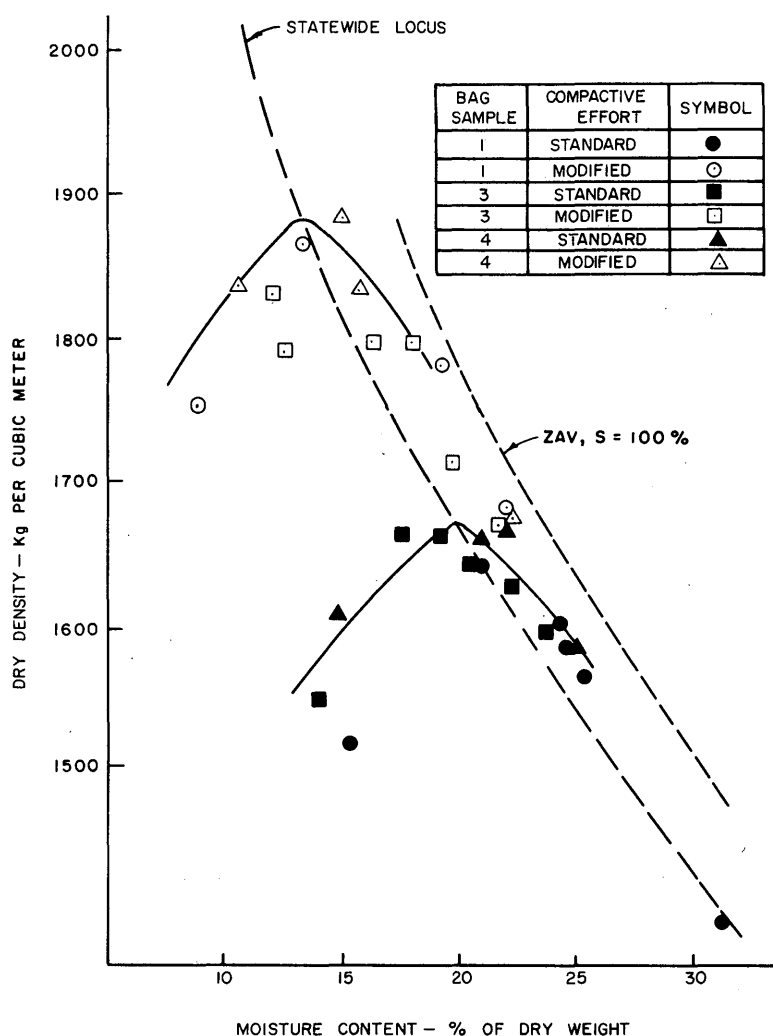 STATEWIDE LOCUS
2000
BAG SAMPLE COMPACTIVE EFFORT SYMBOL
1 STANDARD
1 MODIFIED
3 STANDARD
3 MODIFIED
4 STANDARD
4 MODIFIED
1900
1800
ZAV, S = 100 %
1700
1600
1500
DRY DENSITY – Kg PER CUBIC METER
10 15 20 25 30
MOISTURE CONTENT – % OF DRY WEIGHT